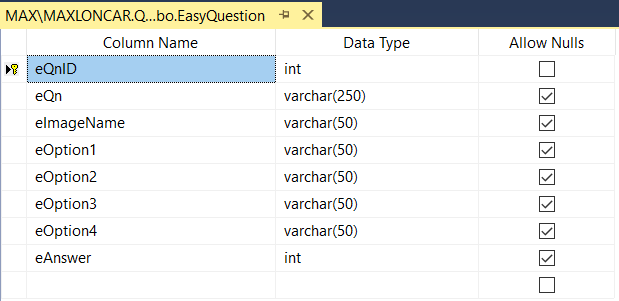 MAX\MAXLONCAR.Q...bo.EasyQuestion
Column Name Data Type Allow Nulls
eQnID int
eQn varchar(250)
eImageName varchar(50)
eOption1 varchar(50)
eOption2 varchar(50)
eOption3 varchar(50)
eOption4 varchar(50)
eAnswer int